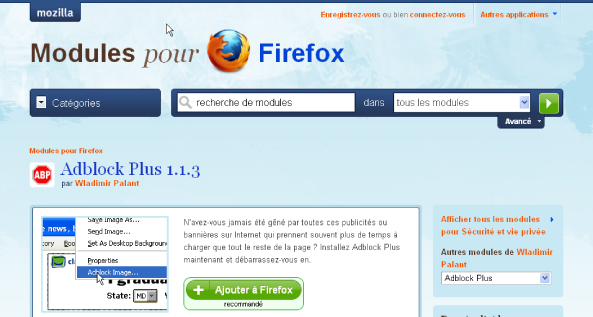 mozilla
Enregistrez-vous ou bien connectez-vous
Autres applications
Modules pour Firefox
Catégories
recherche de modules
dans
tous les modules
Avancé
Modules pour Firefox
ABP
Adblock Plus 1.1.3
par Wladimir Palant
Save Image As...
Send Image...
Set As Desktop Background
Properties
Adblock Image...
State:
MD
N'avez-vous jamais été gêné par toutes ces publicités ou
bannières sur Internet qui prennent souvent plus de temps à
charger que tout le reste de la page ? Installez Adblock Plus
maintenant et débarrassez-vous en.
Ajouter à Firefox
recommandé
Afficher tous les modules
pour Sécurité et vie privée
Autres modules de Wladimir
Palant
Adblock Plus